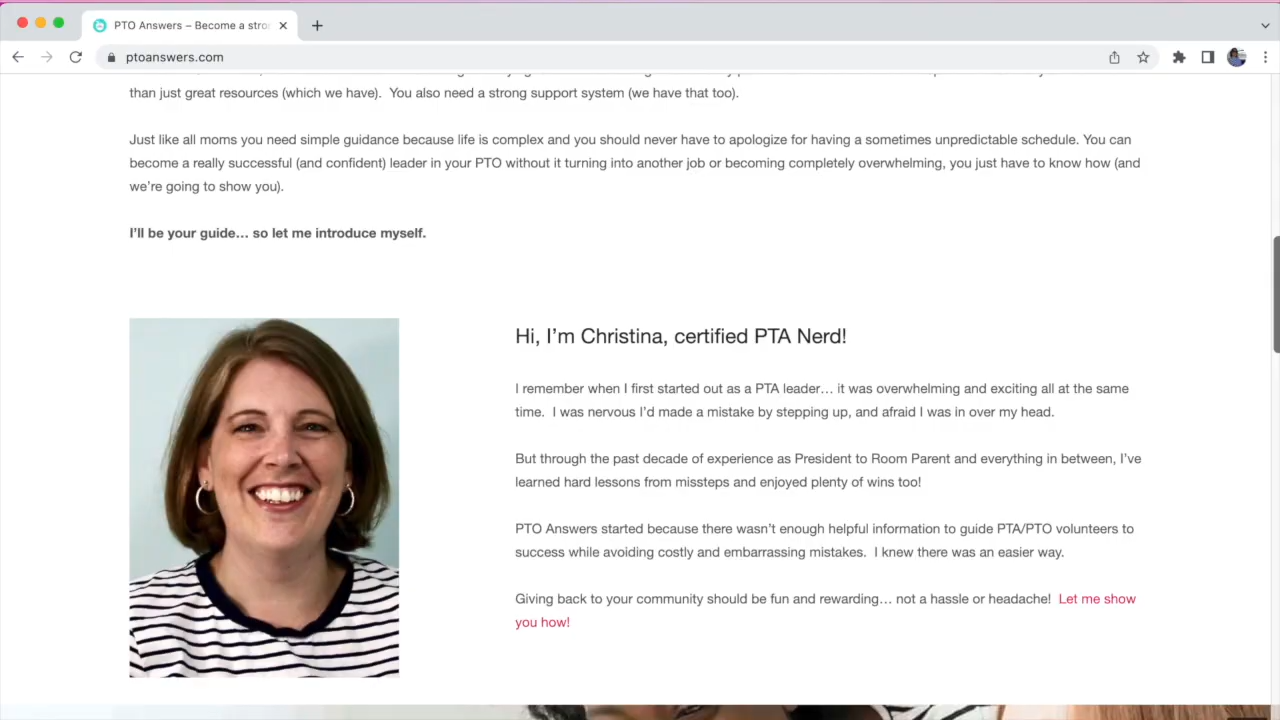 PTO Answers – Become a stro
ptoanswers.com
than just great resources (which we have).  You also need a strong support system (we have that too).
Just like all moms you need simple guidance because life is complex and you should never have to apologize for having a sometimes unpredictable schedule. You can
become a really successful (and confident) leader in your PTO without it turning into another job or becoming completely overwhelming, you just have to know how (and
we’re going to show you).
I’ll be your guide… so let me introduce myself.
Hi, I’m Christina, certified PTA Nerd!
I remember when I first started out as a PTA leader… it was overwhelming and exciting all at the same
time.  I was nervous I’d made a mistake by stepping up, and afraid I was in over my head.
But through the past decade of experience as President to Room Parent and everything in between, I’ve
learned hard lessons from missteps and enjoyed plenty of wins too!
PTO Answers started because there wasn’t enough helpful information to guide PTA/PTO volunteers to
success while avoiding costly and embarrassing mistakes.  I knew there was an easier way.
Giving back to your community should be fun and rewarding… not a hassle or headache!  Let me show
you how!